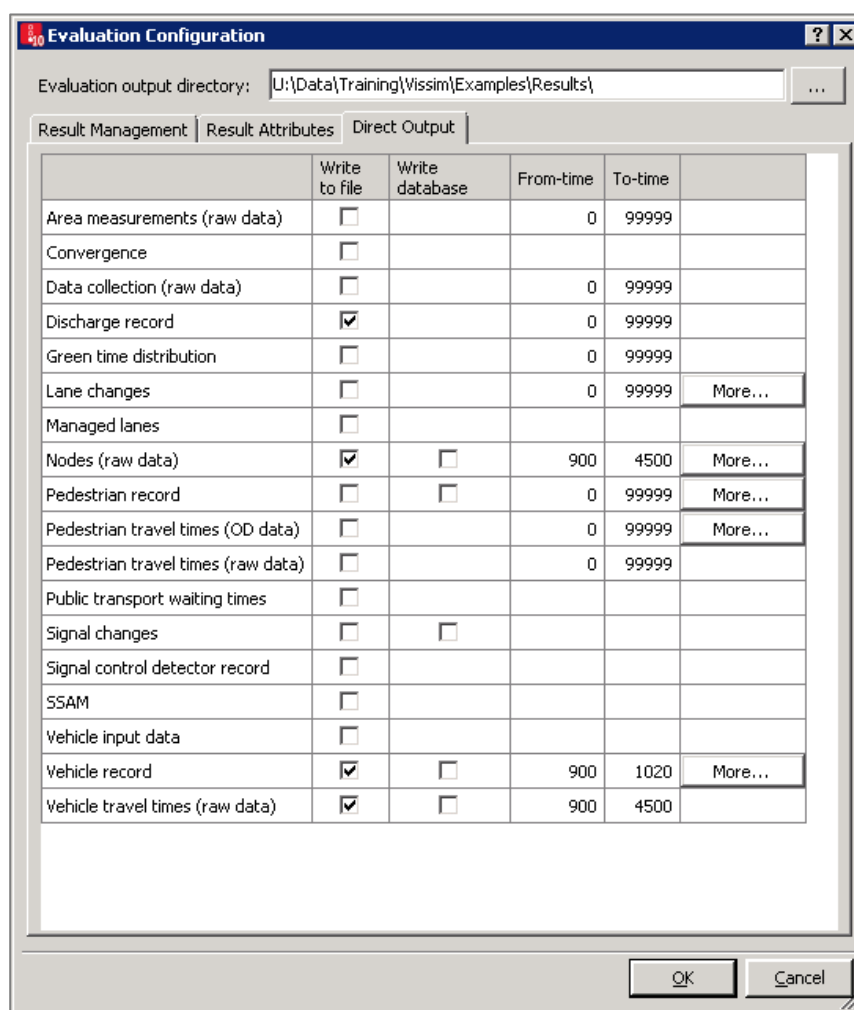 10 Evaluation Configuration ? X
Evaluation output directory: U:\Data\Training\Vissim\Examples\Results\ ...
Result Management Result Attributes Direct Output
Write to file Write database From-time To-time
Area measurements (raw data) 0 99999
Convergence
Data collection (raw data) 0 99999
Discharge record 0 99999
Green time distribution 0 99999
Lane changes 0 99999 More...
Managed lanes
Nodes (raw data) 900 4500 More...
Pedestrian record 0 99999 More...
Pedestrian travel times (OD data) 0 99999 More...
Pedestrian travel times (raw data) 0 99999
Public transport waiting times
Signal changes
Signal control detector record
SSAM
Vehicle input data
Vehicle record 900 1020 More...
Vehicle travel times (raw data) 900 4500
OK Cancel